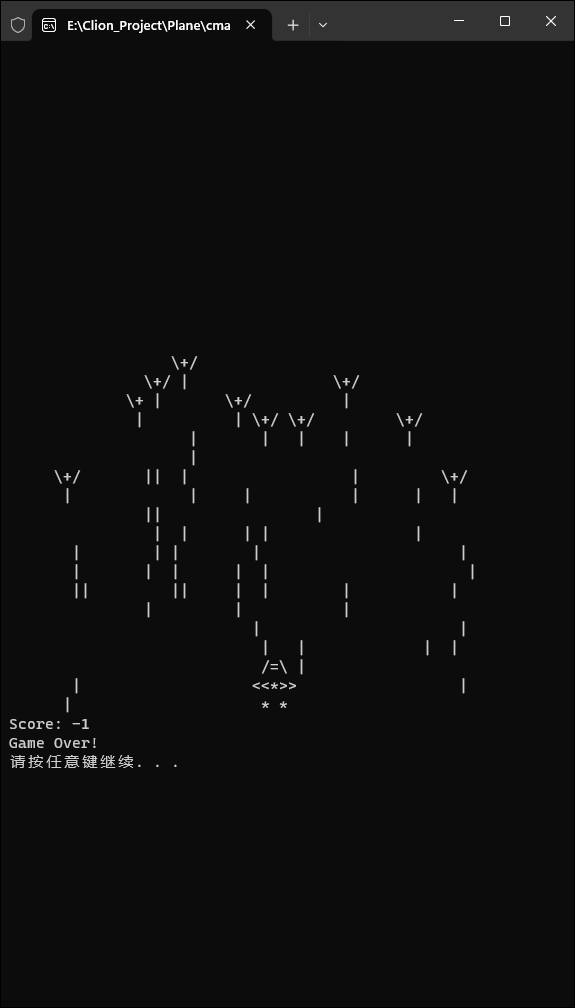 E:\Clion_Project\Plane\cma
\+/
\+/ | \+/
\+ | \+/ |
| | \+/ \+/ \+/
| | | | |
|
\+/ || | | \+/
| | | | | |
|| |
| | | | |
| | | | |
| | | | | |
|| || | | | |
| | |
| |
| | | |
/=\ |
| <<*>> |
| * *
Score: -1
Game Over!
请按任意键继续. . .